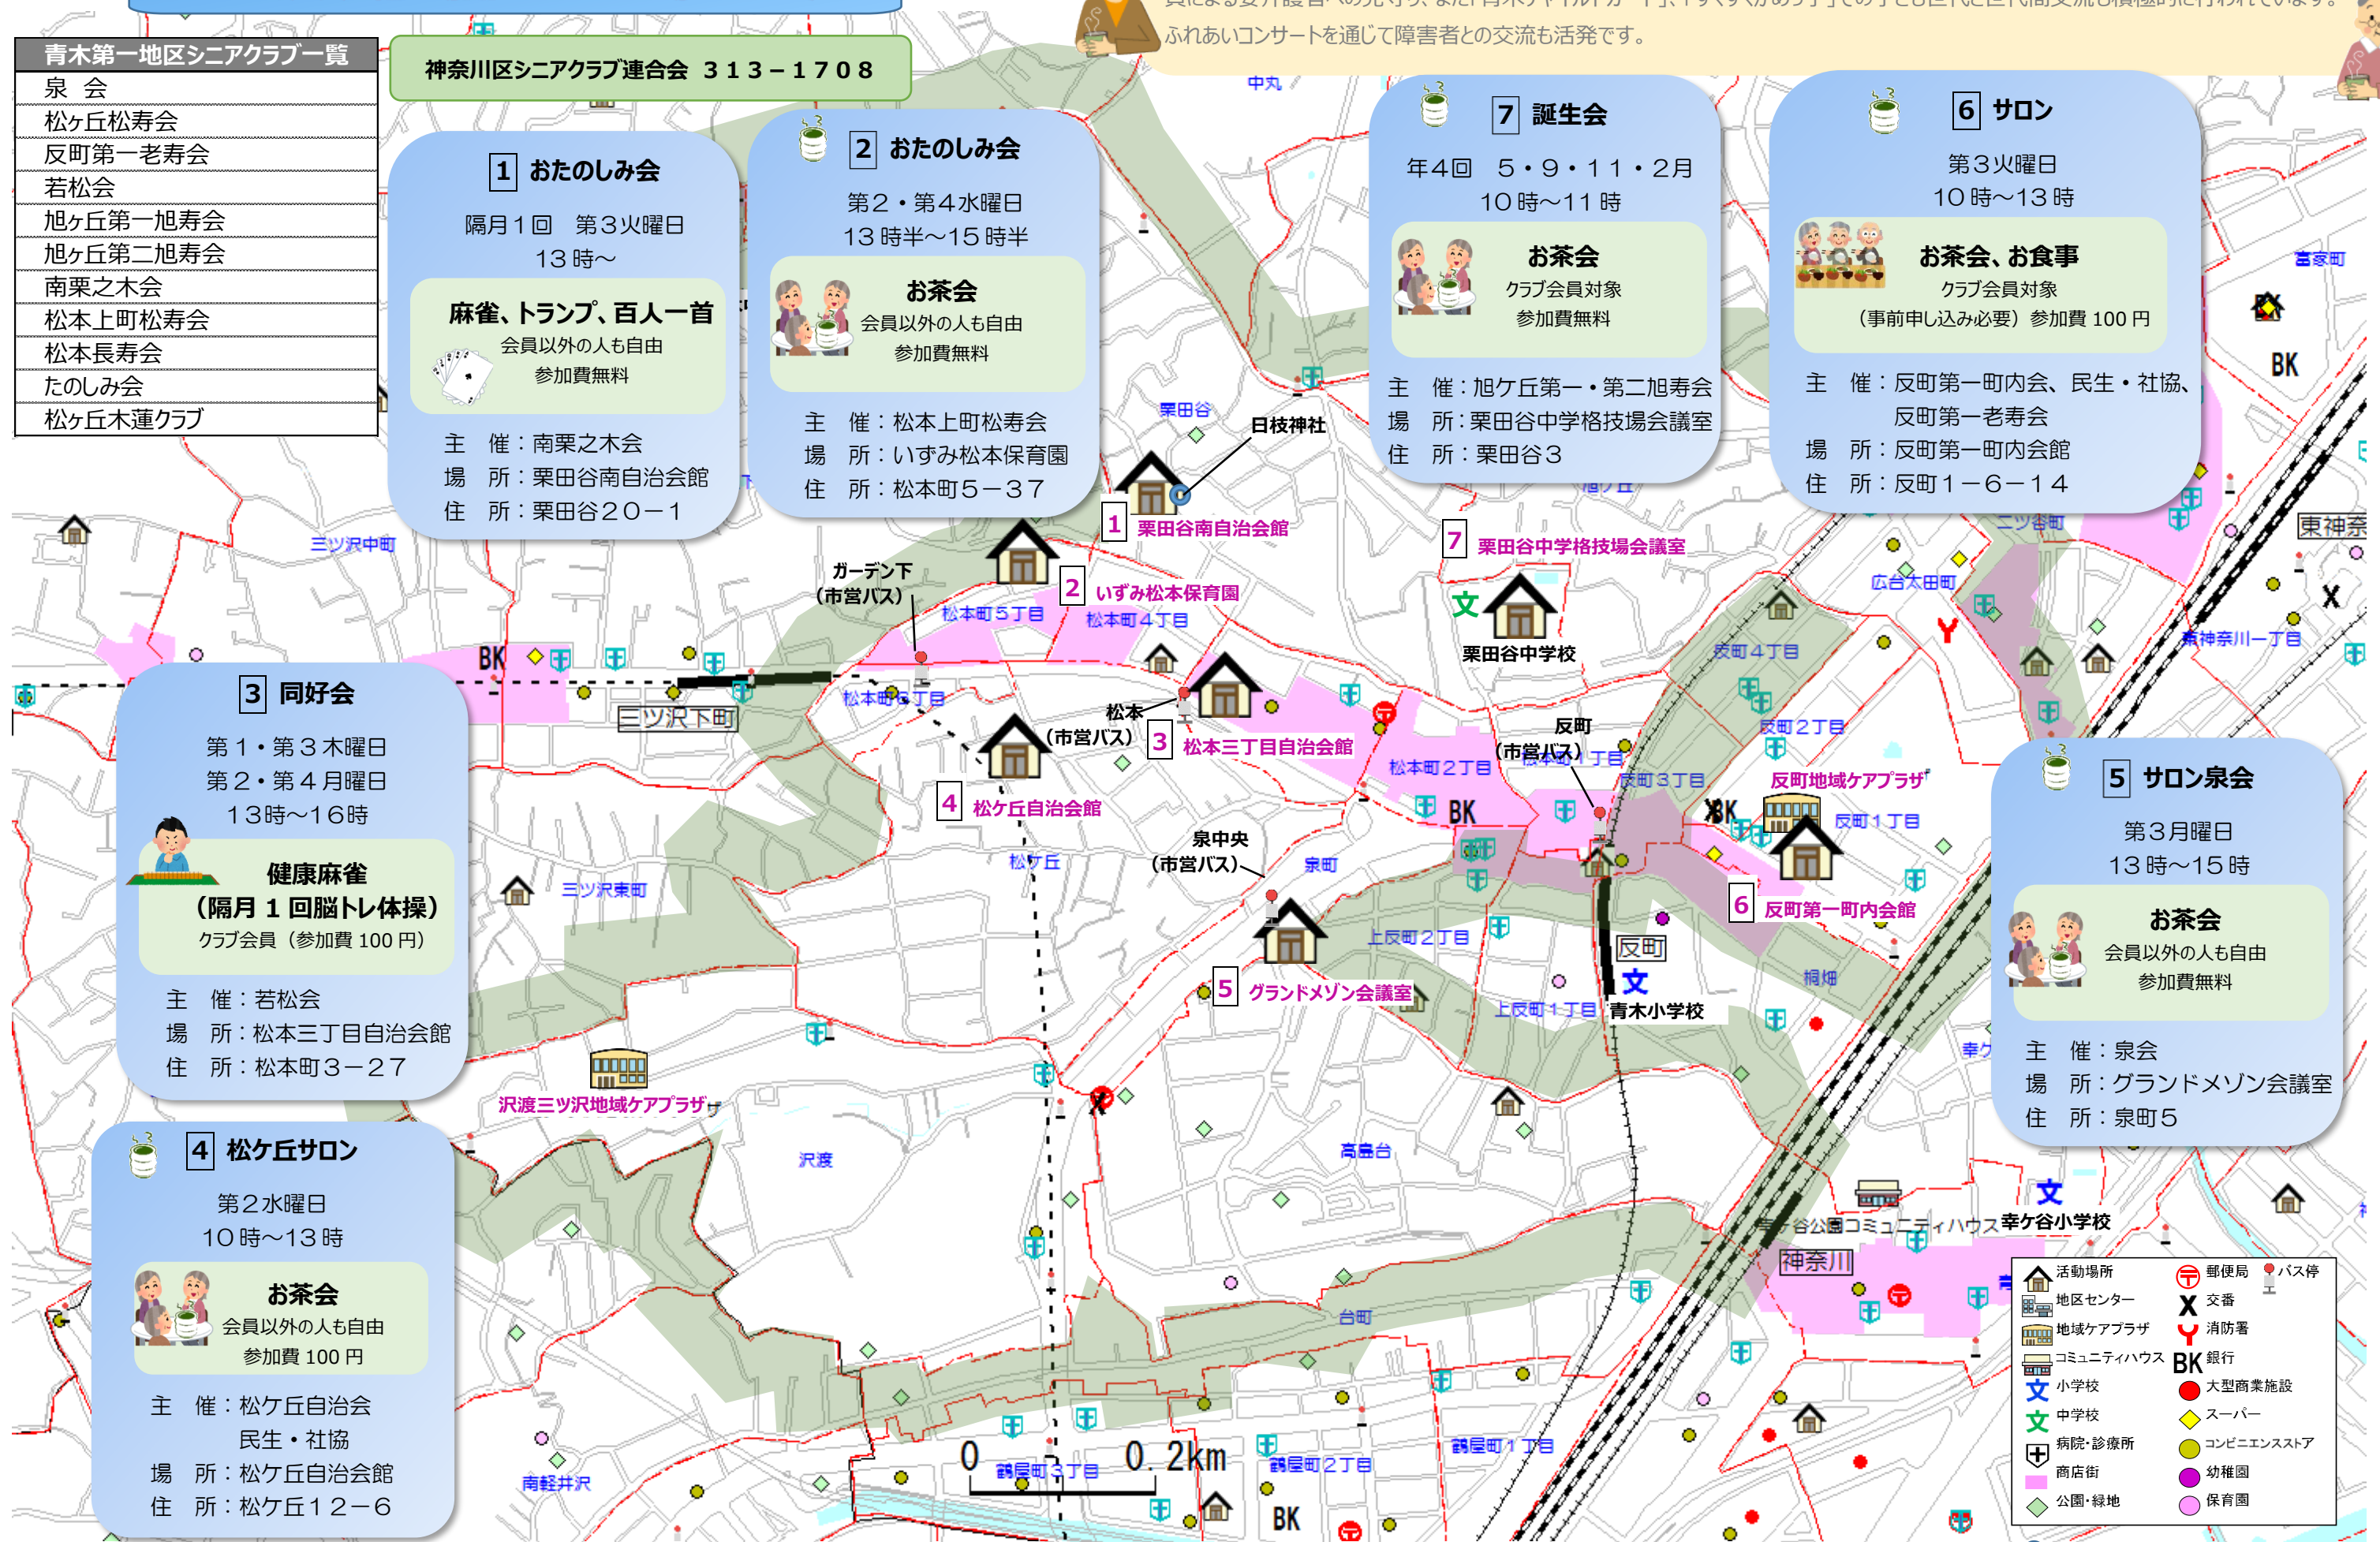 ふれあいコンサートを通じて障害者との交流も活発です。
青木第一地区シニアクラブ一覧
泉 会
松ヶ丘松寿会
反町第一老寿会
若松会
旭ヶ丘第一旭寿会
旭ヶ丘第二旭寿会
南栗之木会
松本上町松寿会
松本長寿会
たのしみ会
松ヶ丘木蓮クラブ
神奈川区シニアクラブ連合会 313-1708
1 おたのしみ会
隔月1回 第3火曜日
13時～
麻雀、トランプ、百人一首
会員以外の人も自由
参加費無料
主 催：南栗之木会
場 所：栗田谷南自治会館
住 所：栗田谷20－1
2 おたのしみ会
第2・第4水曜日
13時半～15時半
お茶会
会員以外の人も自由
参加費無料
主 催：松本上町松寿会
場 所：いずみ松本保育園
住 所：松本町5－37
7 誕生会
年4回 5・9・11・2月
10時～11時
お茶会
クラブ会員対象
参加費無料
主 催：旭ケ丘第一・第二旭寿会
場 所：栗田谷中学格技場会議室
住 所：栗田谷3
6 サロン
第3火曜日
10時～13時
お茶会、お食事
クラブ会員対象
（事前申し込み必要）参加費100円
主 催：反町第一町内会、民生・社協、
反町第一老寿会
場 所：反町第一町内会館
住 所：反町1－6－14
3 同好会
第1・第3木曜日
第2・第4月曜日
13時～16時
健康麻雀
（隔月1回脳トレ体操）
クラブ会員（参加費100円）
主 催：若松会
場 所：松本三丁目自治会館
住 所：松本町3－27
4 松ケ丘サロン
第2水曜日
10時～13時
お茶会
会員以外の人も自由
参加費100円
主 催：松ケ丘自治会
民生・社協
場 所：松ケ丘自治会館
住 所：松ケ丘12－6
5 サロン泉会
第3月曜日
13時～15時
お茶会
会員以外の人も自由
参加費無料
主 催：泉会
場 所：グランドメゾン会議室
住 所：泉町5
中丸
富家町
BK
栗田谷
日枝神社
1 栗田谷南自治会館
7 栗田谷中学格技場会議室
旭ケ丘
二ツ谷町
東神奈
三ツ沢中町
ガーデン下
（市営バス）
2 いずみ松本保育園
松本町5丁目
松本町4丁目
文
栗田谷中学校
広台太田町
東神奈川一丁目
反町4丁目
BK
三ツ沢下町
松本町6丁目
松本
（市営バス）
3 松本三丁目自治会館
反町
（市営バス）
松本町1丁目
反町2丁目
松本町2丁目
反町3丁目
反町地域ケアプラザ
4 松ケ丘自治会館
BK
BK
反町1丁目
泉中央
（市営バス）
泉町
松ケ丘
三ツ沢東町
6 反町第一町内会館
上反町2丁目
反町
桐畑
5 グランドメゾン会議室
文
上反町1丁目
青木小学校
幸ケ
沢渡三ツ沢地域ケアプラザ
沢渡
高島台
文
幸ケ谷公園コミュニティハウス
幸ケ谷小学校
神奈川
台町
0 0.2km
鶴屋町3丁目
鶴屋町2丁目
鶴屋町1丁目
南軽井沢
BK
活動場所
地区センター
地域ケアプラザ
コミュニティハウス
文 小学校
文 中学校
病院・診療所
商店街
公園・緑地
郵便局
バス停
X 交番
Y 消防署
BK 銀行
大型商業施設
スーパー
コンビニエンスストア
幼稚園
保育園